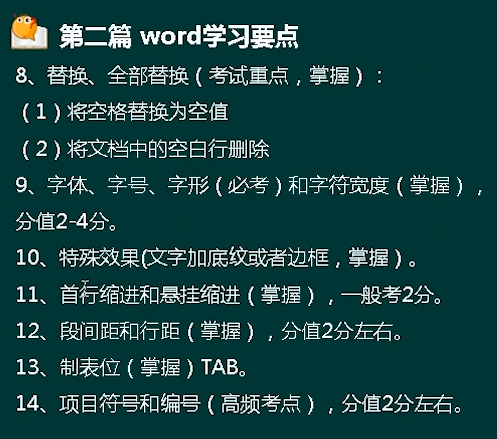 第二篇 word学习要点
8、替换、全部替换（考试重点，掌握）：
（1）将空格替换为空值
（2）将文档中的空白行删除
9、字体、字号、字形（必考）和字符宽度（掌握），
分值2-4分。
10、特殊效果(文字加底纹或者边框，掌握）。
11、首行缩进和悬挂缩进（掌握），一般考2分。
12、段间距和行距（掌握），分值2分左右。
13、制表位（掌握）TAB。
14、项目符号和编号（高频考点），分值2分左右。